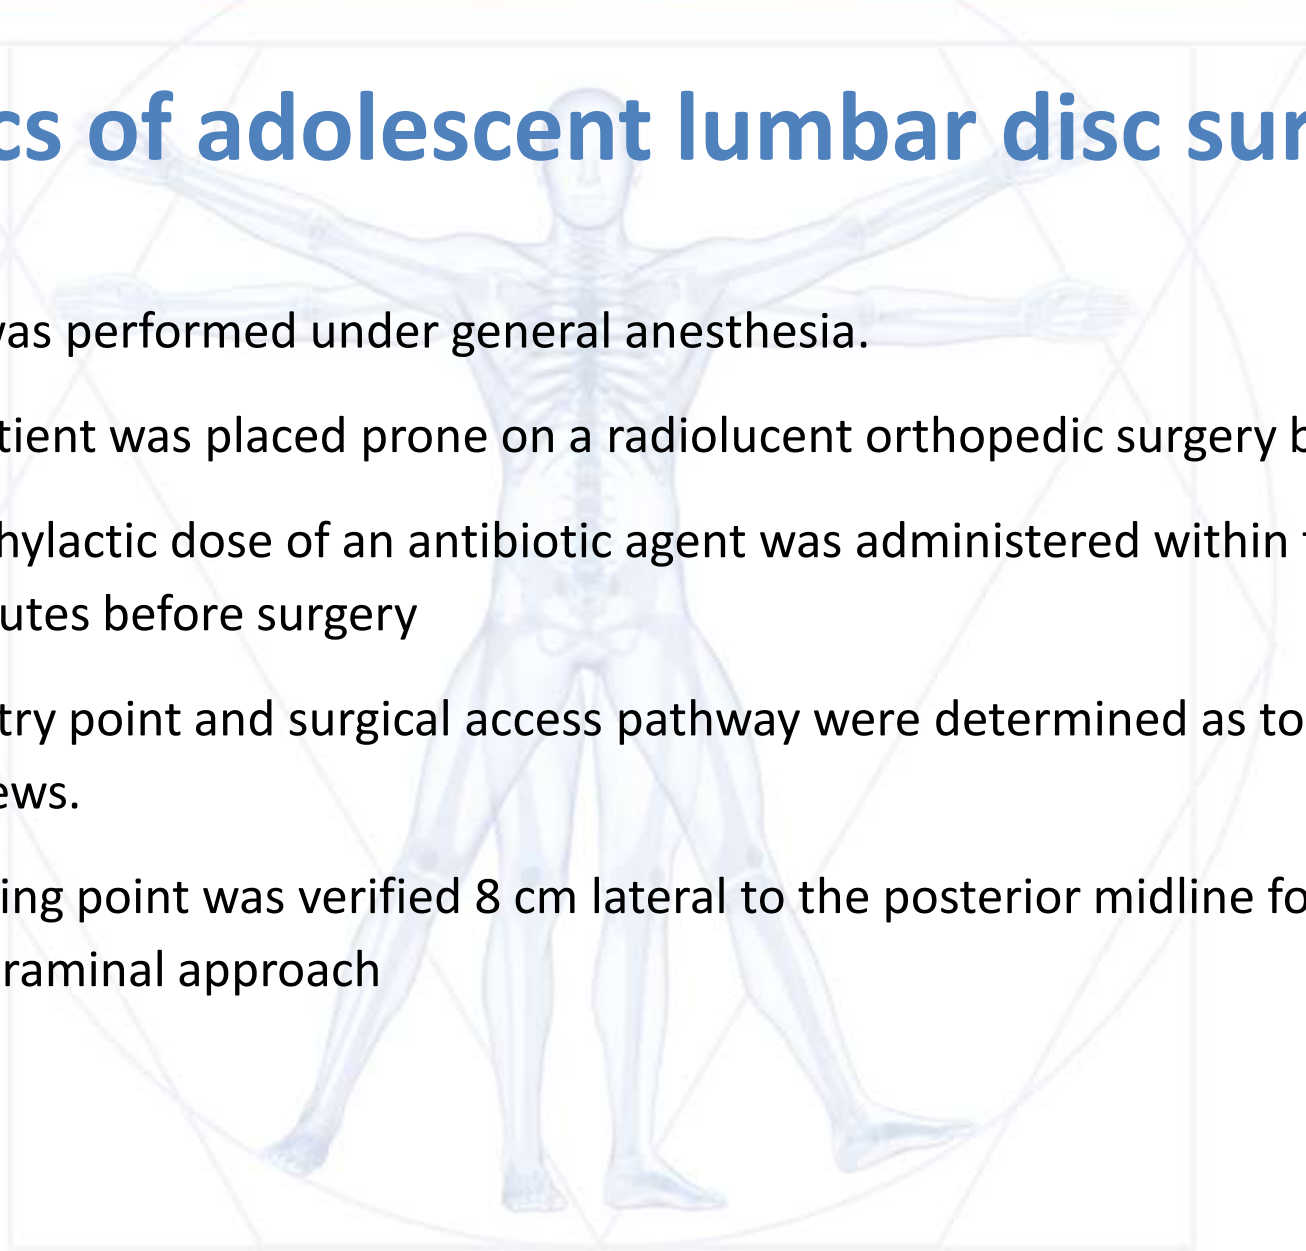 cs of adolescent lumbar disc sur
was performed under general anesthesia.
tient was placed prone on a radiolucent orthopedic surgery b
hylactic dose of an antibiotic agent was administered within t
utes before surgery
try point and surgical access pathway were determined as to
ews.
ing point was verified 8 cm lateral to the posterior midline fo
raminal approach